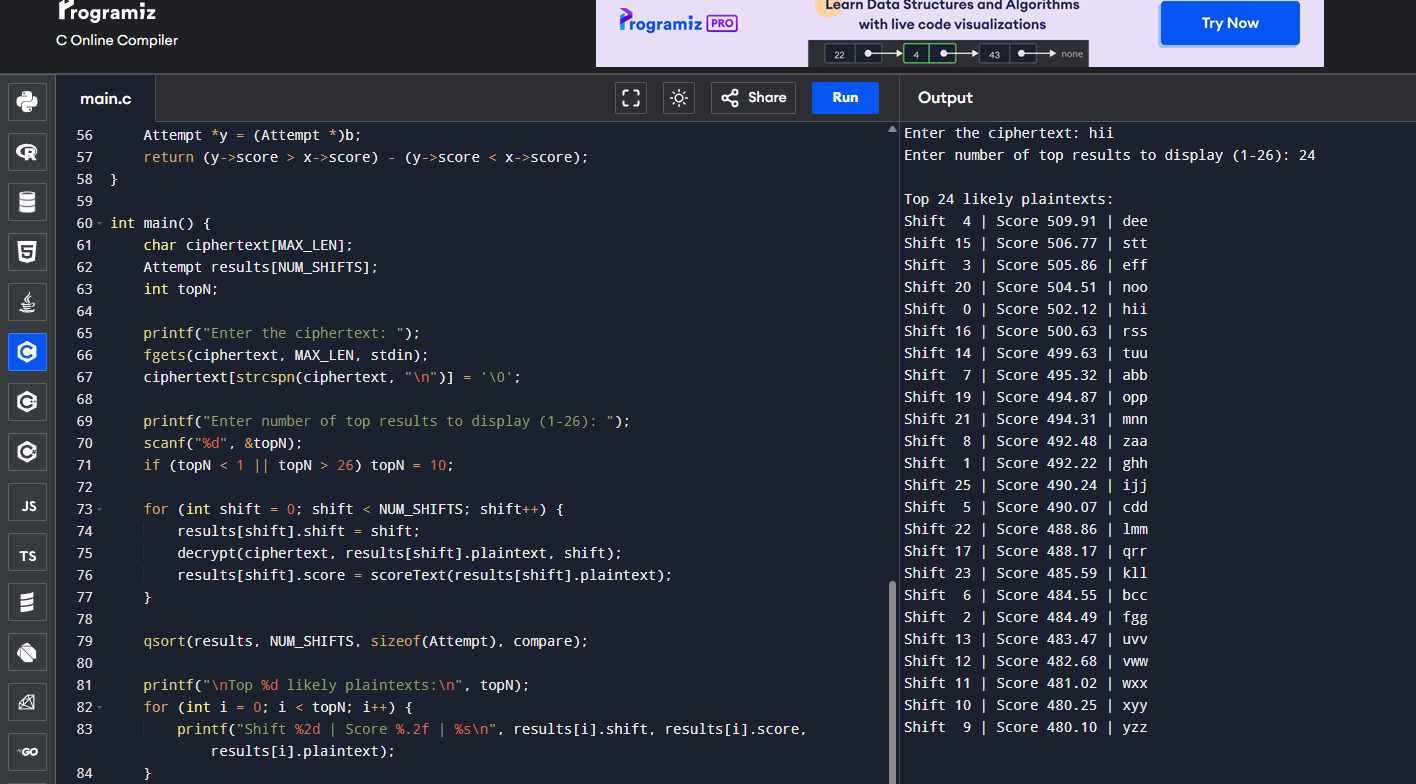 Programiz
C Online Compiler
Programiz PRO
Learn Data Structures and Algorithms
with live code visualizations
22 4 43 none
Try Now
main.c
Share
Run
Output
JS
TS
GO
56 Attempt *y = (Attempt *)b;
57 return (y->score > x->score) - (y->score < x->score);
58 }
59
60 int main() {
61 char ciphertext[MAX_LEN];
62 Attempt results[NUM_SHIFTS];
63 int topN;
64
65 printf("Enter the ciphertext: ");
66 fgets(ciphertext, MAX_LEN, stdin);
67 ciphertext[strcspn(ciphertext, "\n")] = '\0';
68
69 printf("Enter number of top results to display (1-26): ");
70 scanf("%d", &topN);
71 if (topN < 1 || topN > 26) topN = 10;
72
73 for (int shift = 0; shift < NUM_SHIFTS; shift++) {
74 results[shift].shift = shift;
75 decrypt(ciphertext, results[shift].plaintext, shift);
76 results[shift].score = scoreText(results[shift].plaintext);
77 }
78
79 qsort(results, NUM_SHIFTS, sizeof(Attempt), compare);
80
81 printf("\nTop %d likely plaintexts:\n", topN);
82 for (int i = 0; i < topN; i++) {
83 printf("Shift %2d | Score %.2f | %s\n", results[i].shift, results[i].score,
results[i].plaintext);
84 }
Enter the ciphertext: hii
Enter number of top results to display (1-26): 24
Top 24 likely plaintexts:
Shift  4 | Score 509.91 | dee
Shift 15 | Score 506.77 | stt
Shift  3 | Score 505.86 | eff
Shift 20 | Score 504.51 | noo
Shift  0 | Score 502.12 | hii
Shift 16 | Score 500.63 | rss
Shift 14 | Score 499.63 | tuu
Shift  7 | Score 495.32 | abb
Shift 19 | Score 494.87 | opp
Shift 21 | Score 494.31 | mnn
Shift  8 | Score 492.48 | zaa
Shift  1 | Score 492.22 | ghh
Shift 25 | Score 490.24 | ijj
Shift  5 | Score 490.07 | cdd
Shift 22 | Score 488.86 | lmm
Shift 17 | Score 488.17 | qrr
Shift 23 | Score 485.59 | kll
Shift  6 | Score 484.55 | bcc
Shift  2 | Score 484.49 | fgg
Shift 13 | Score 483.47 | uvv
Shift 12 | Score 482.68 | vww
Shift 11 | Score 481.02 | wxx
Shift 10 | Score 480.25 | xyy
Shift  9 | Score 480.10 | yzz